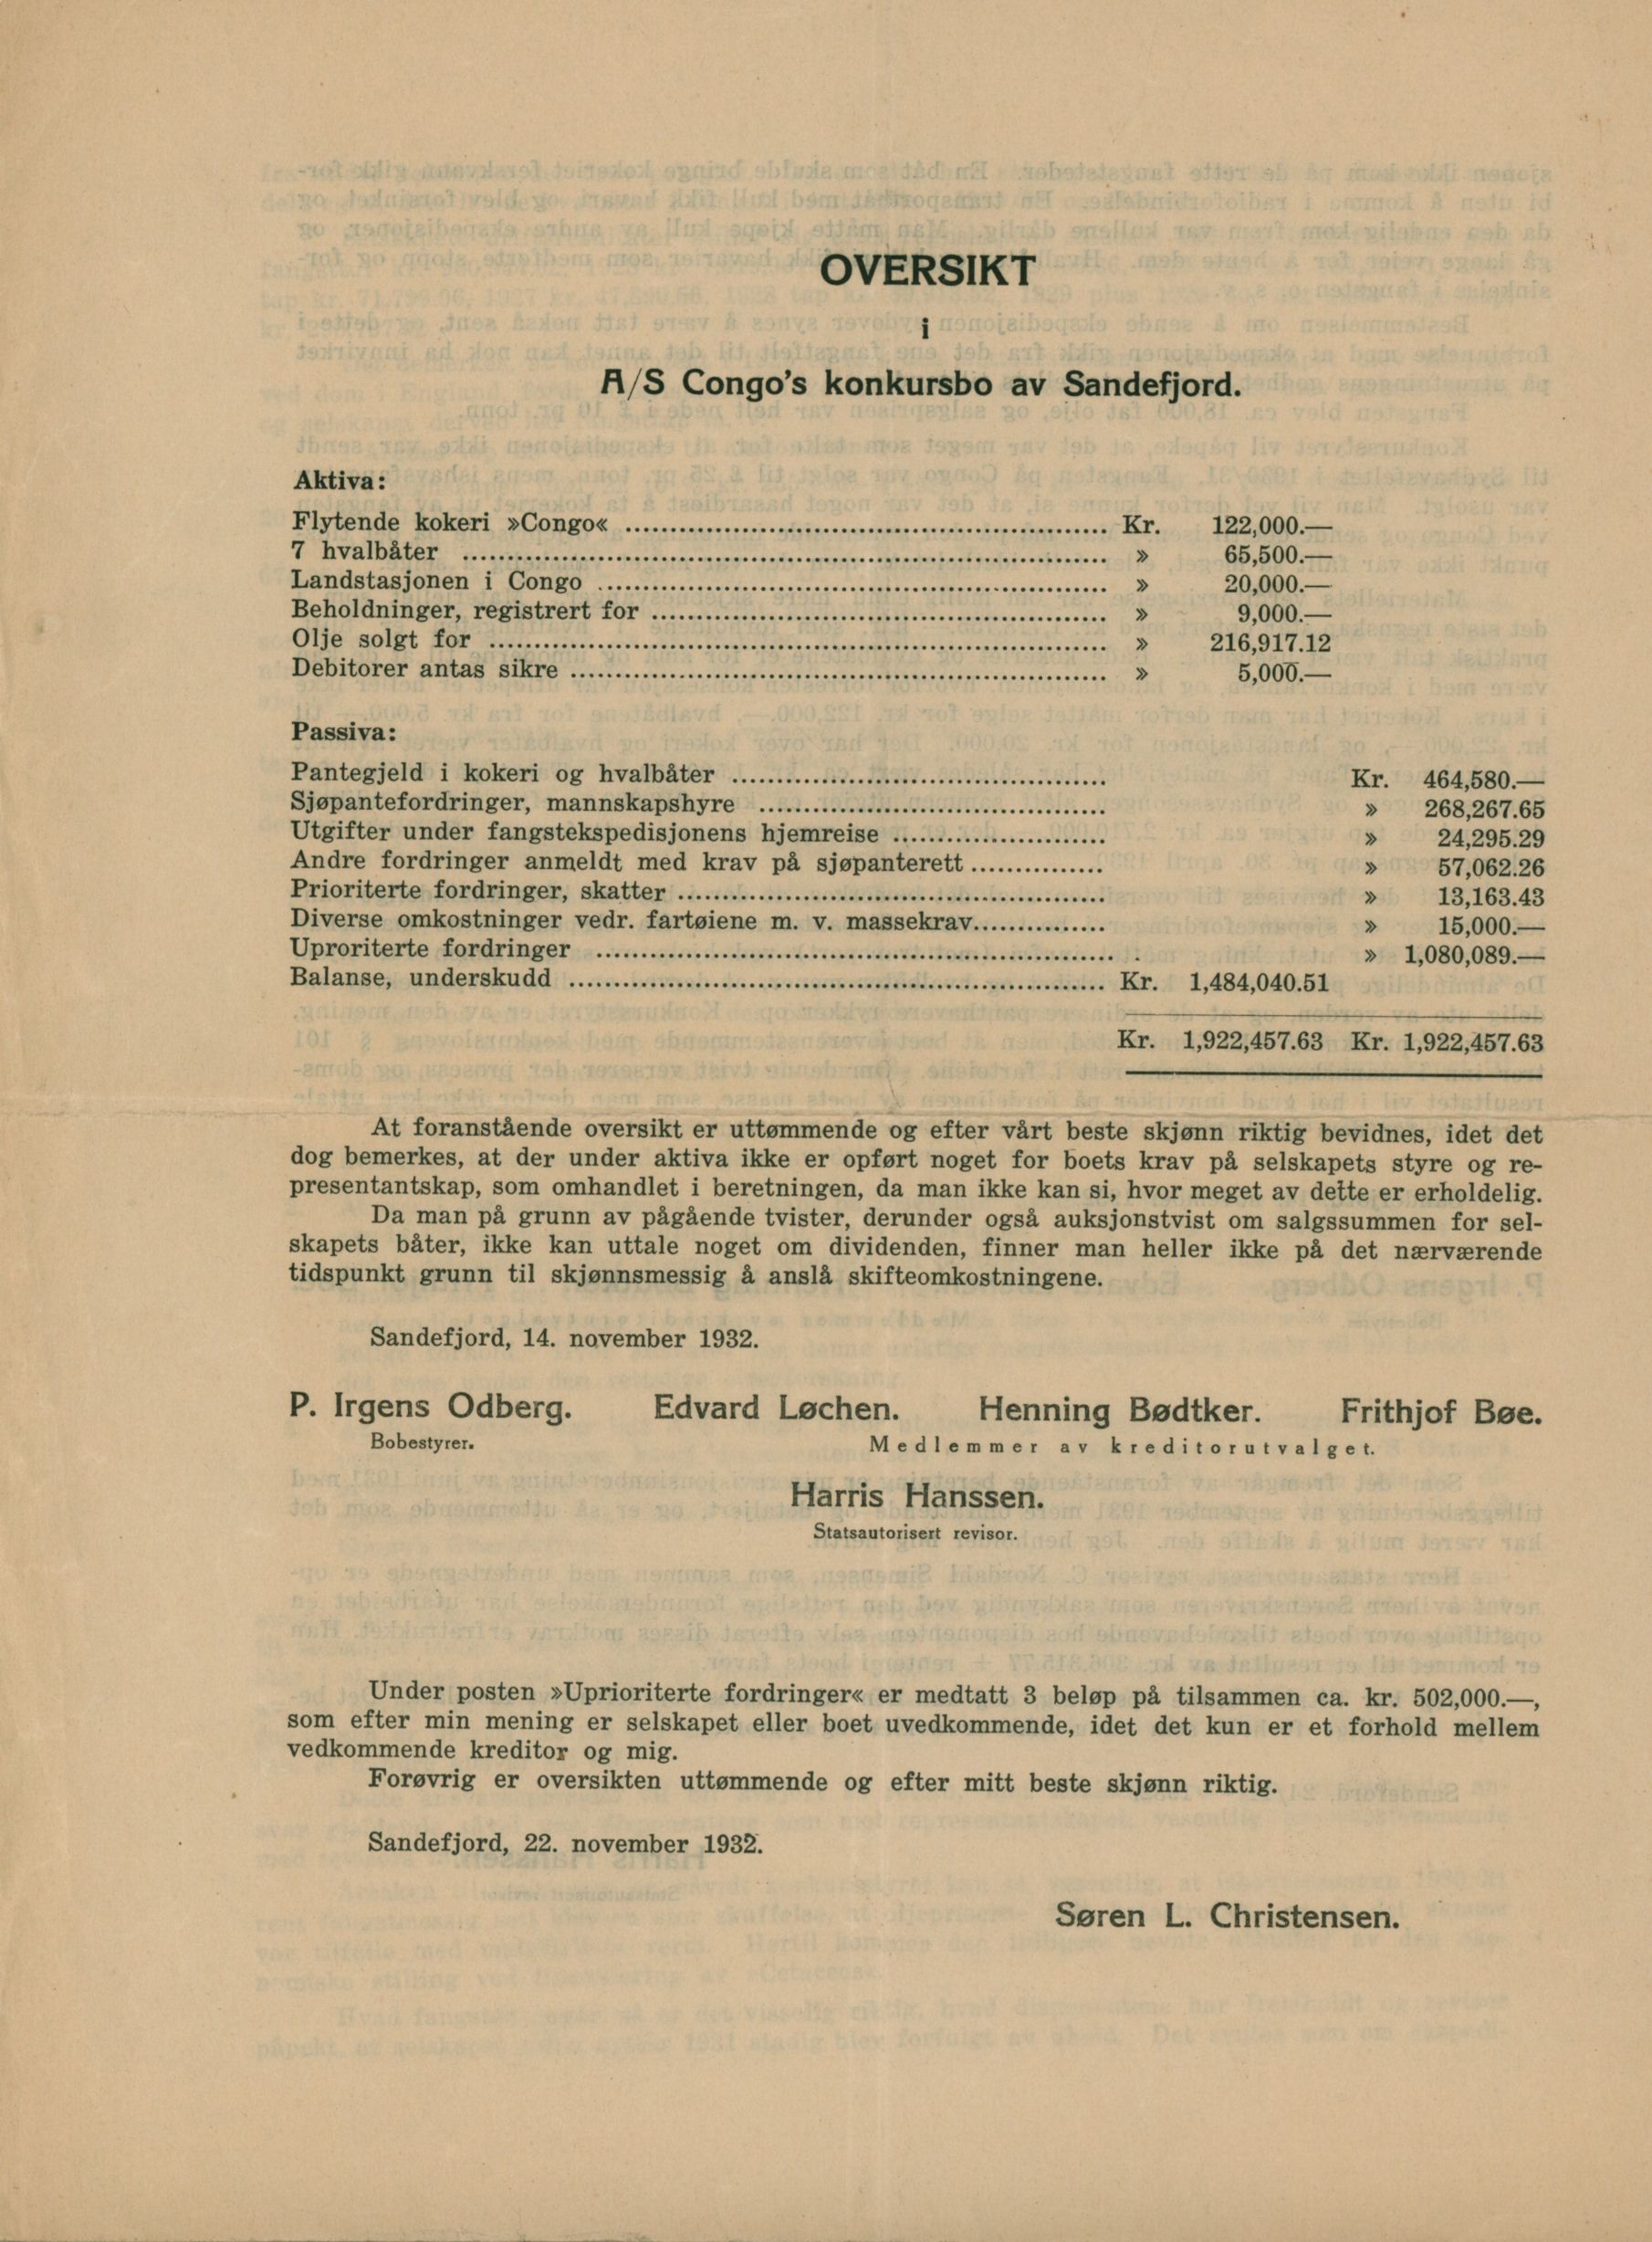 OVERSIKT
i
A/S Congo's konkursbo av Sandefjord.
Aktiva:
Flytende kokeri »Congo« ........................................ Kr. 122,000.—
7 hvalbåter ........................................ » 65,500.—
Landstasjonen i Congo ........................................ » 20,000.—
Beholdninger, registrert for ........................................ » 9,000.—
Olje solgt for ........................................ » 216,917.12
Debitorer antas sikre ........................................ » 5,000.—
Passiva:
Pantegjeld i kokeri og hvalbåter ........................................ Kr. 464,580.—
Sjøpantefordringer, mannskapshyre ........................................ » 268,267.65
Utgifter under fangstekspedisjonens hjemreise ........................ » 24,295.29
Andre fordringer anmeldt med krav på sjøpanterett ............... » 57,062.26
Prioriterte fordringer, skatter ........................................ » 13,163.43
Diverse omkostninger vedr. fartøiene m. v. massekrav............... » 15,000.—
Uproriterte fordringer ........................................ » 1,080,089.—
Balanse, underskudd ........................................ Kr. 1,484,040.51
Kr. 1,922,457.63 Kr. 1,922,457.63
At foranstående oversikt er uttømmende og efter vårt beste skjønn riktig bevidnes, idet det
dog bemerkes, at der under aktiva ikke er opført noget for boets krav på selskapets styre og re-
presentantskap, som omhandlet i beretningen, da man ikke kan si, hvor meget av dette er erholdelig.
Da man på grunn av pågående tvister, derunder også auksjonstvist om salgssummen for sel-
skapets båter, ikke kan uttale noget om dividenden, finner man heller ikke på det nærværende
tidspunkt grunn til skjønnsmessig å anslå skifteomkostningene.
Sandefjord, 14. november 1932.
P. Irgens Odberg. Edvard Løchen. Henning Bødtker. Frithjof Bøe.
Bobestyrer. Medlemmer av kreditorutvalget.
Harris Hanssen.
Statsautorisert revisor.
Under posten »Uprioriterte fordringer« er medtatt 3 beløp på tilsammen ca. kr. 502,000.—,
som efter min mening er selskapet eller boet uvedkommende, idet det kun er et forhold mellem
vedkommende kreditor og mig.
Forøvrig er oversikten uttømmende og efter mitt beste skjønn riktig.
Sandefjord, 22. november 1932.
Søren L. Christensen.